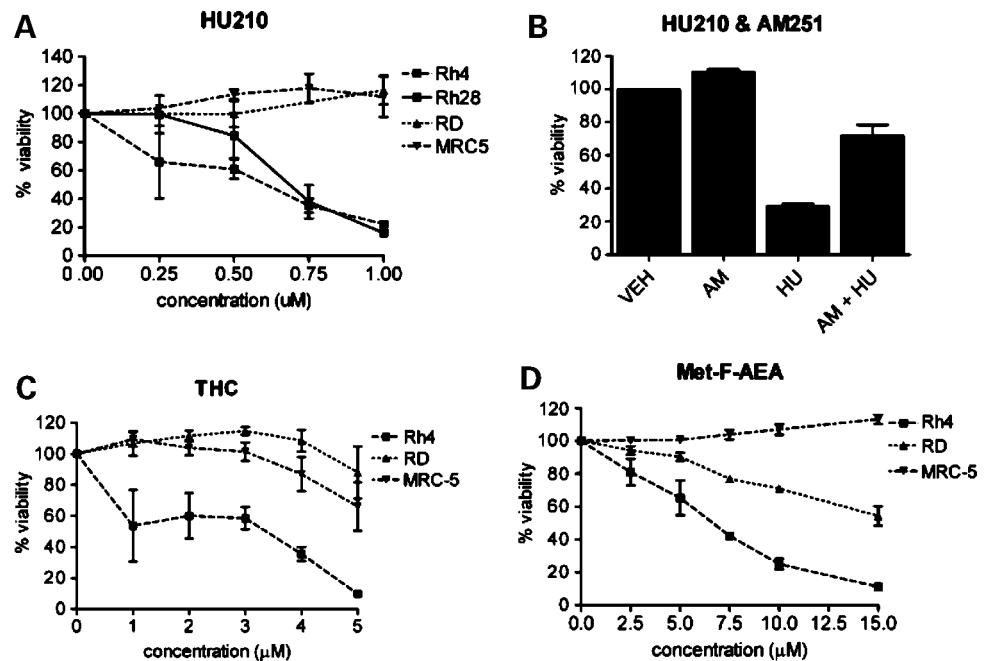 A
HU210
% viability
140
120
100
80
60
40
20
0
0.00 0.25 0.50 0.75 1.00
concentration (uM)
Rh4
Rh28
RD
MRC5
B
HU210 & AM251
% viability
120
100
80
60
40
20
0
VEH AM HU AM + HU
C
THC
% viability
120
100
80
60
40
20
0
0 1 2 3 4 5
concentration (μM)
Rh4
RD
MRC-5
D
Met-F-AEA
% viability
120
100
80
60
40
20
0
0.0 2.5 5.0 7.5 10.0 12.5 15.0
concentration (μM)
Rh4
RD
MRC-5